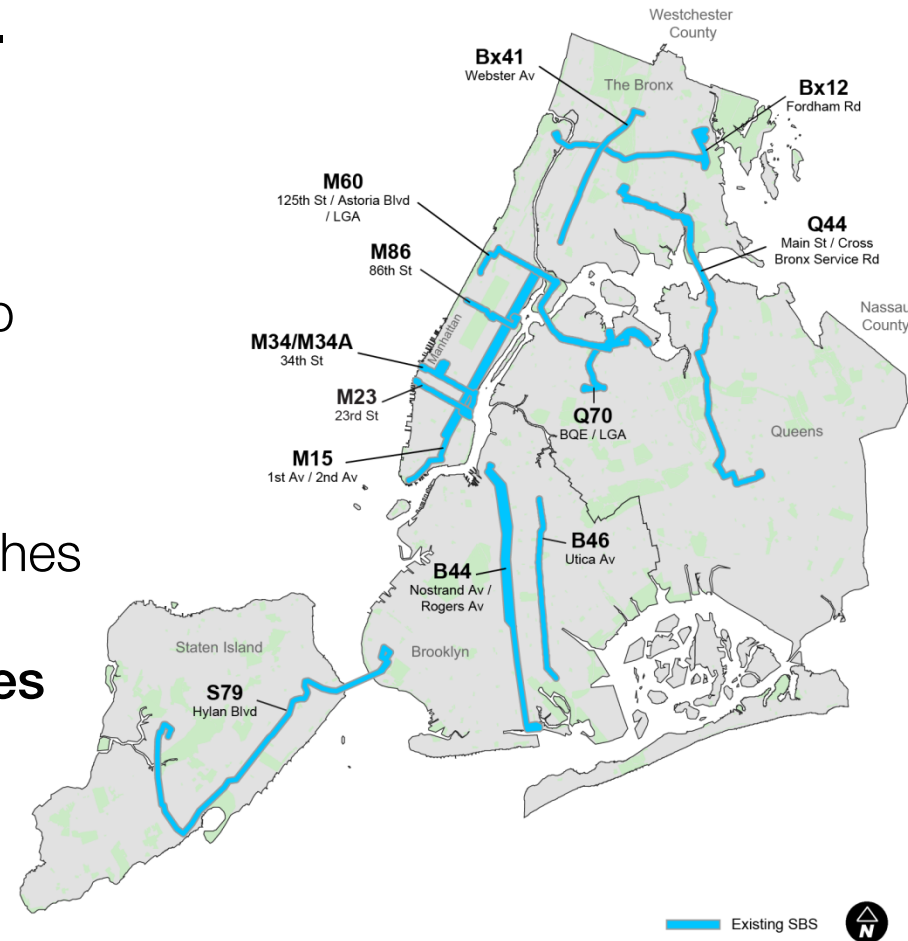 Westchester
County
Bx41
Webster Av
The Bronx
Bx12
Fordham Rd
M60
125th St / Astoria Blvd
/ LGA
Q44
Main St / Cross
Bronx Service Rd
M86
86th St
Nassau
County
Manhattan
M34/M34A
34th St
M23
23rd St
Q70
BQE / LGA
Queens
M15
1st Av / 2nd Av
hes
B46
Utica Av
B44
Nostrand Av /
Rogers Av
Staten Island
Brooklyn
es
S79
Hylan Blvd
Existing SBS
N